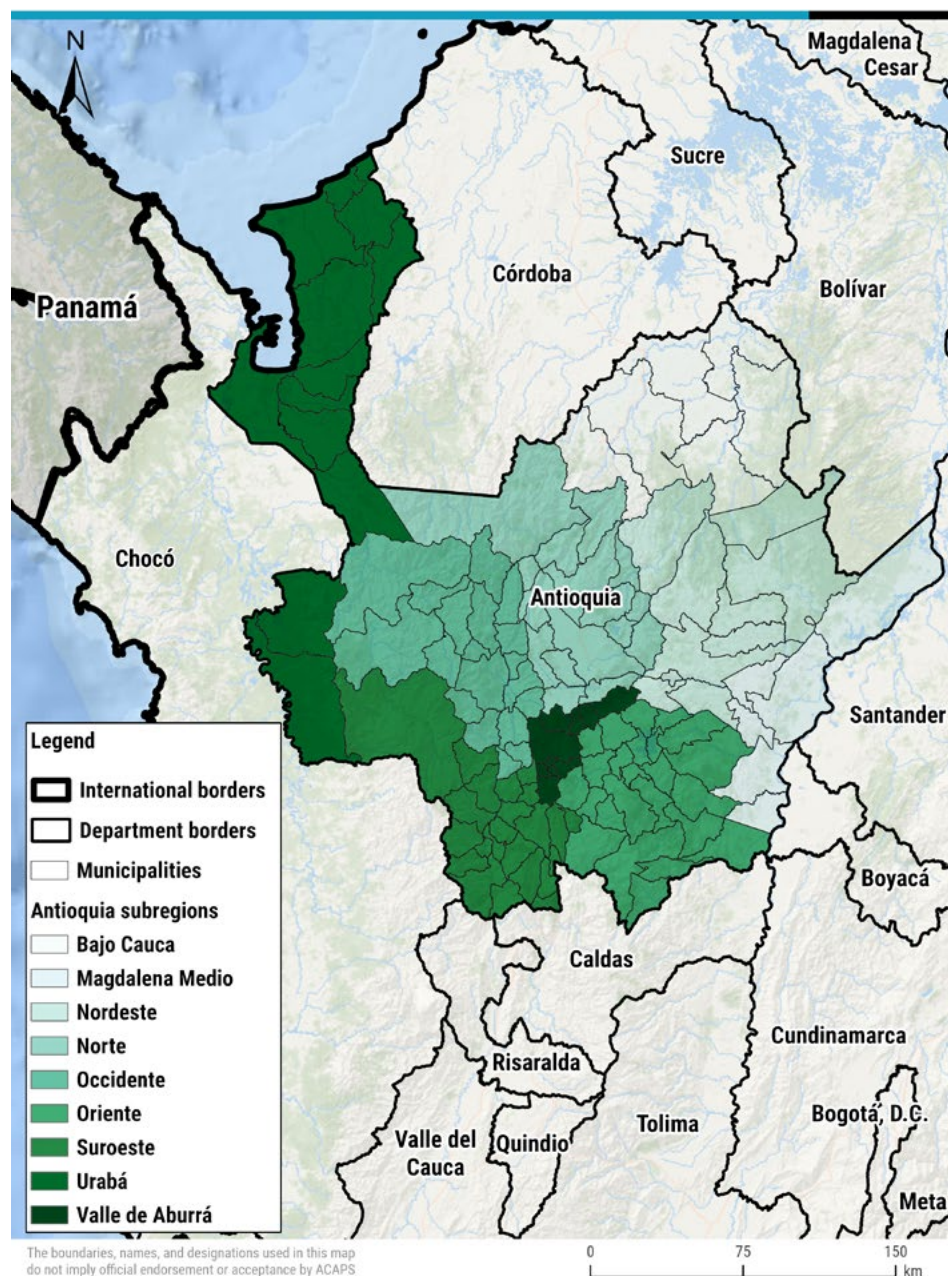 N
Magdalena
Cesar
Sucre
Córdoba
Bolívar
Panamá
Chocó
Antioquia
Santander
Boyacá
Caldas
Cundinamarca
Risaralda
Bogotá, D.C.
Tolima
Valle del
Cauca
Quindio
Meta
Legend
International borders
Department borders
Municipalities
Antioquia subregions
Bajo Cauca
Magdalena Medio
Nordeste
Norte
Occidente
Oriente
Suroeste
Urabá
Valle de Aburrá
The boundaries, names, and designations used in this map
do not imply official endorsement or acceptance by ACAPS
0 75 150
km